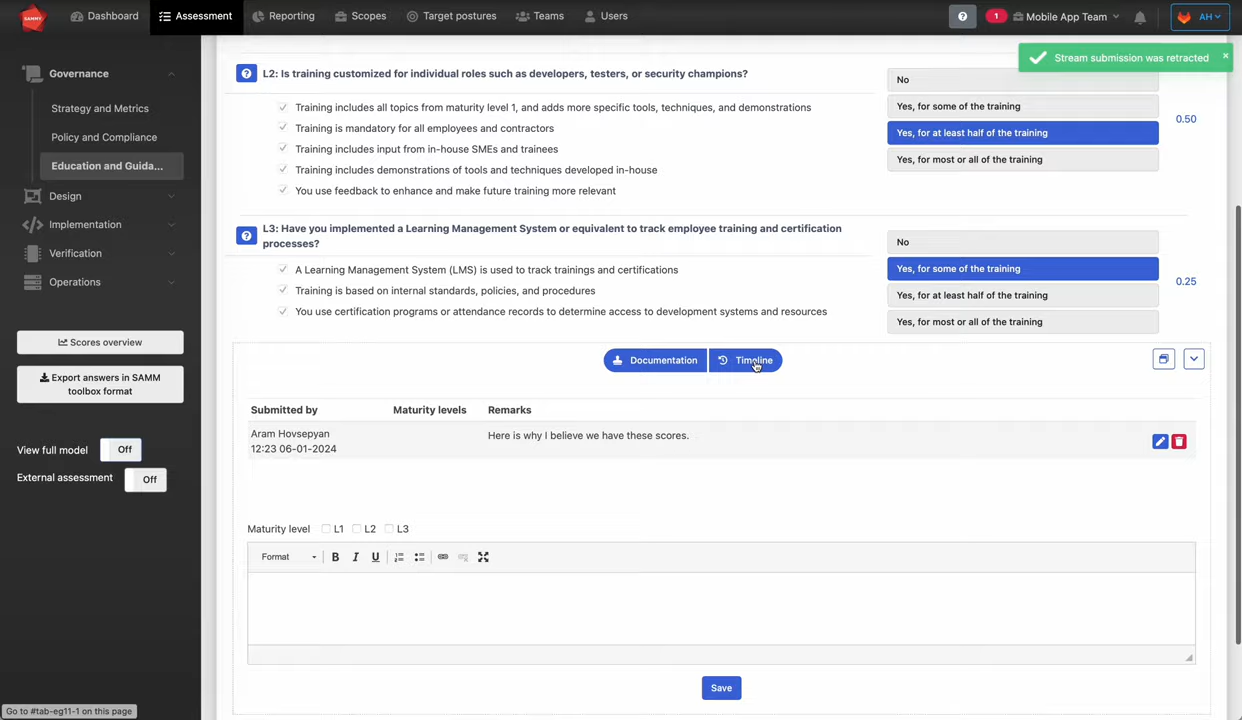 SAMMY
Dashboard
Assessment
Reporting
Scopes
Target postures
Teams
Users
?
1
Mobile App Team
AH
Stream submission was retracted
×
Governance
Strategy and Metrics
Policy and Compliance
Education and Guida...
Design
Implementation
Verification
Operations
Scores overview
Export answers in SAMM
toolbox format
View full model
Off
External assessment
Off
? L2: Is training customized for individual roles such as developers, testers, or security champions?
Training includes all topics from maturity level 1, and adds more specific tools, techniques, and demonstrations
Training is mandatory for all employees and contractors
Training includes input from in-house SMEs and trainees
Training includes demonstrations of tools and techniques developed in-house
You use feedback to enhance and make future training more relevant
No
Yes, for some of the training
Yes, for at least half of the training
Yes, for most or all of the training
0.50
? L3: Have you implemented a Learning Management System or equivalent to track employee training and certification
processes?
A Learning Management System (LMS) is used to track trainings and certifications
Training is based on internal standards, policies, and procedures
You use certification programs or attendance records to determine access to development systems and resources
No
Yes, for some of the training
Yes, for at least half of the training
Yes, for most or all of the training
0.25
Documentation
Timeline
Submitted by Maturity levels Remarks
Aram Hovsepyan
12:23 06-01-2024
Here is why I believe we have these scores.
Maturity level L1 L2 L3
Format B I U
Save
Go to #tab-eg11-1 on this page